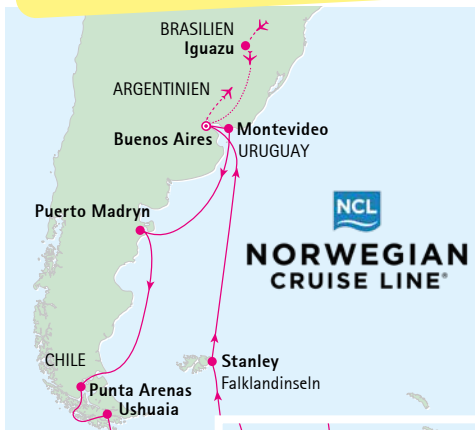 BRASILIEN
Iguazu
ARGENTINIEN
Buenos Aires
Montevideo
URUGUAY
Puerto Madryn
NCL
NORWEGIAN
CRUISE LINE®
CHILE
Punta Arenas
Ushuaia
Stanley
Falklandinseln